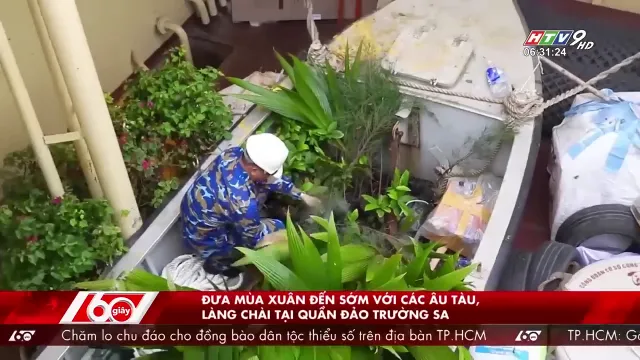 HTV9 HD
06:31:24
60 giây
ĐƯA MÙA XUÂN ĐẾN SỚM VỚI CÁC ÂU TÀU,
LÀNG CHÀI TẠI QUẦN ĐẢO TRƯỜNG SA
60 Chăm lo chu đáo cho đồng bào dân tộc thiểu số trên địa bàn TP.HCM 60 TP.HCM: